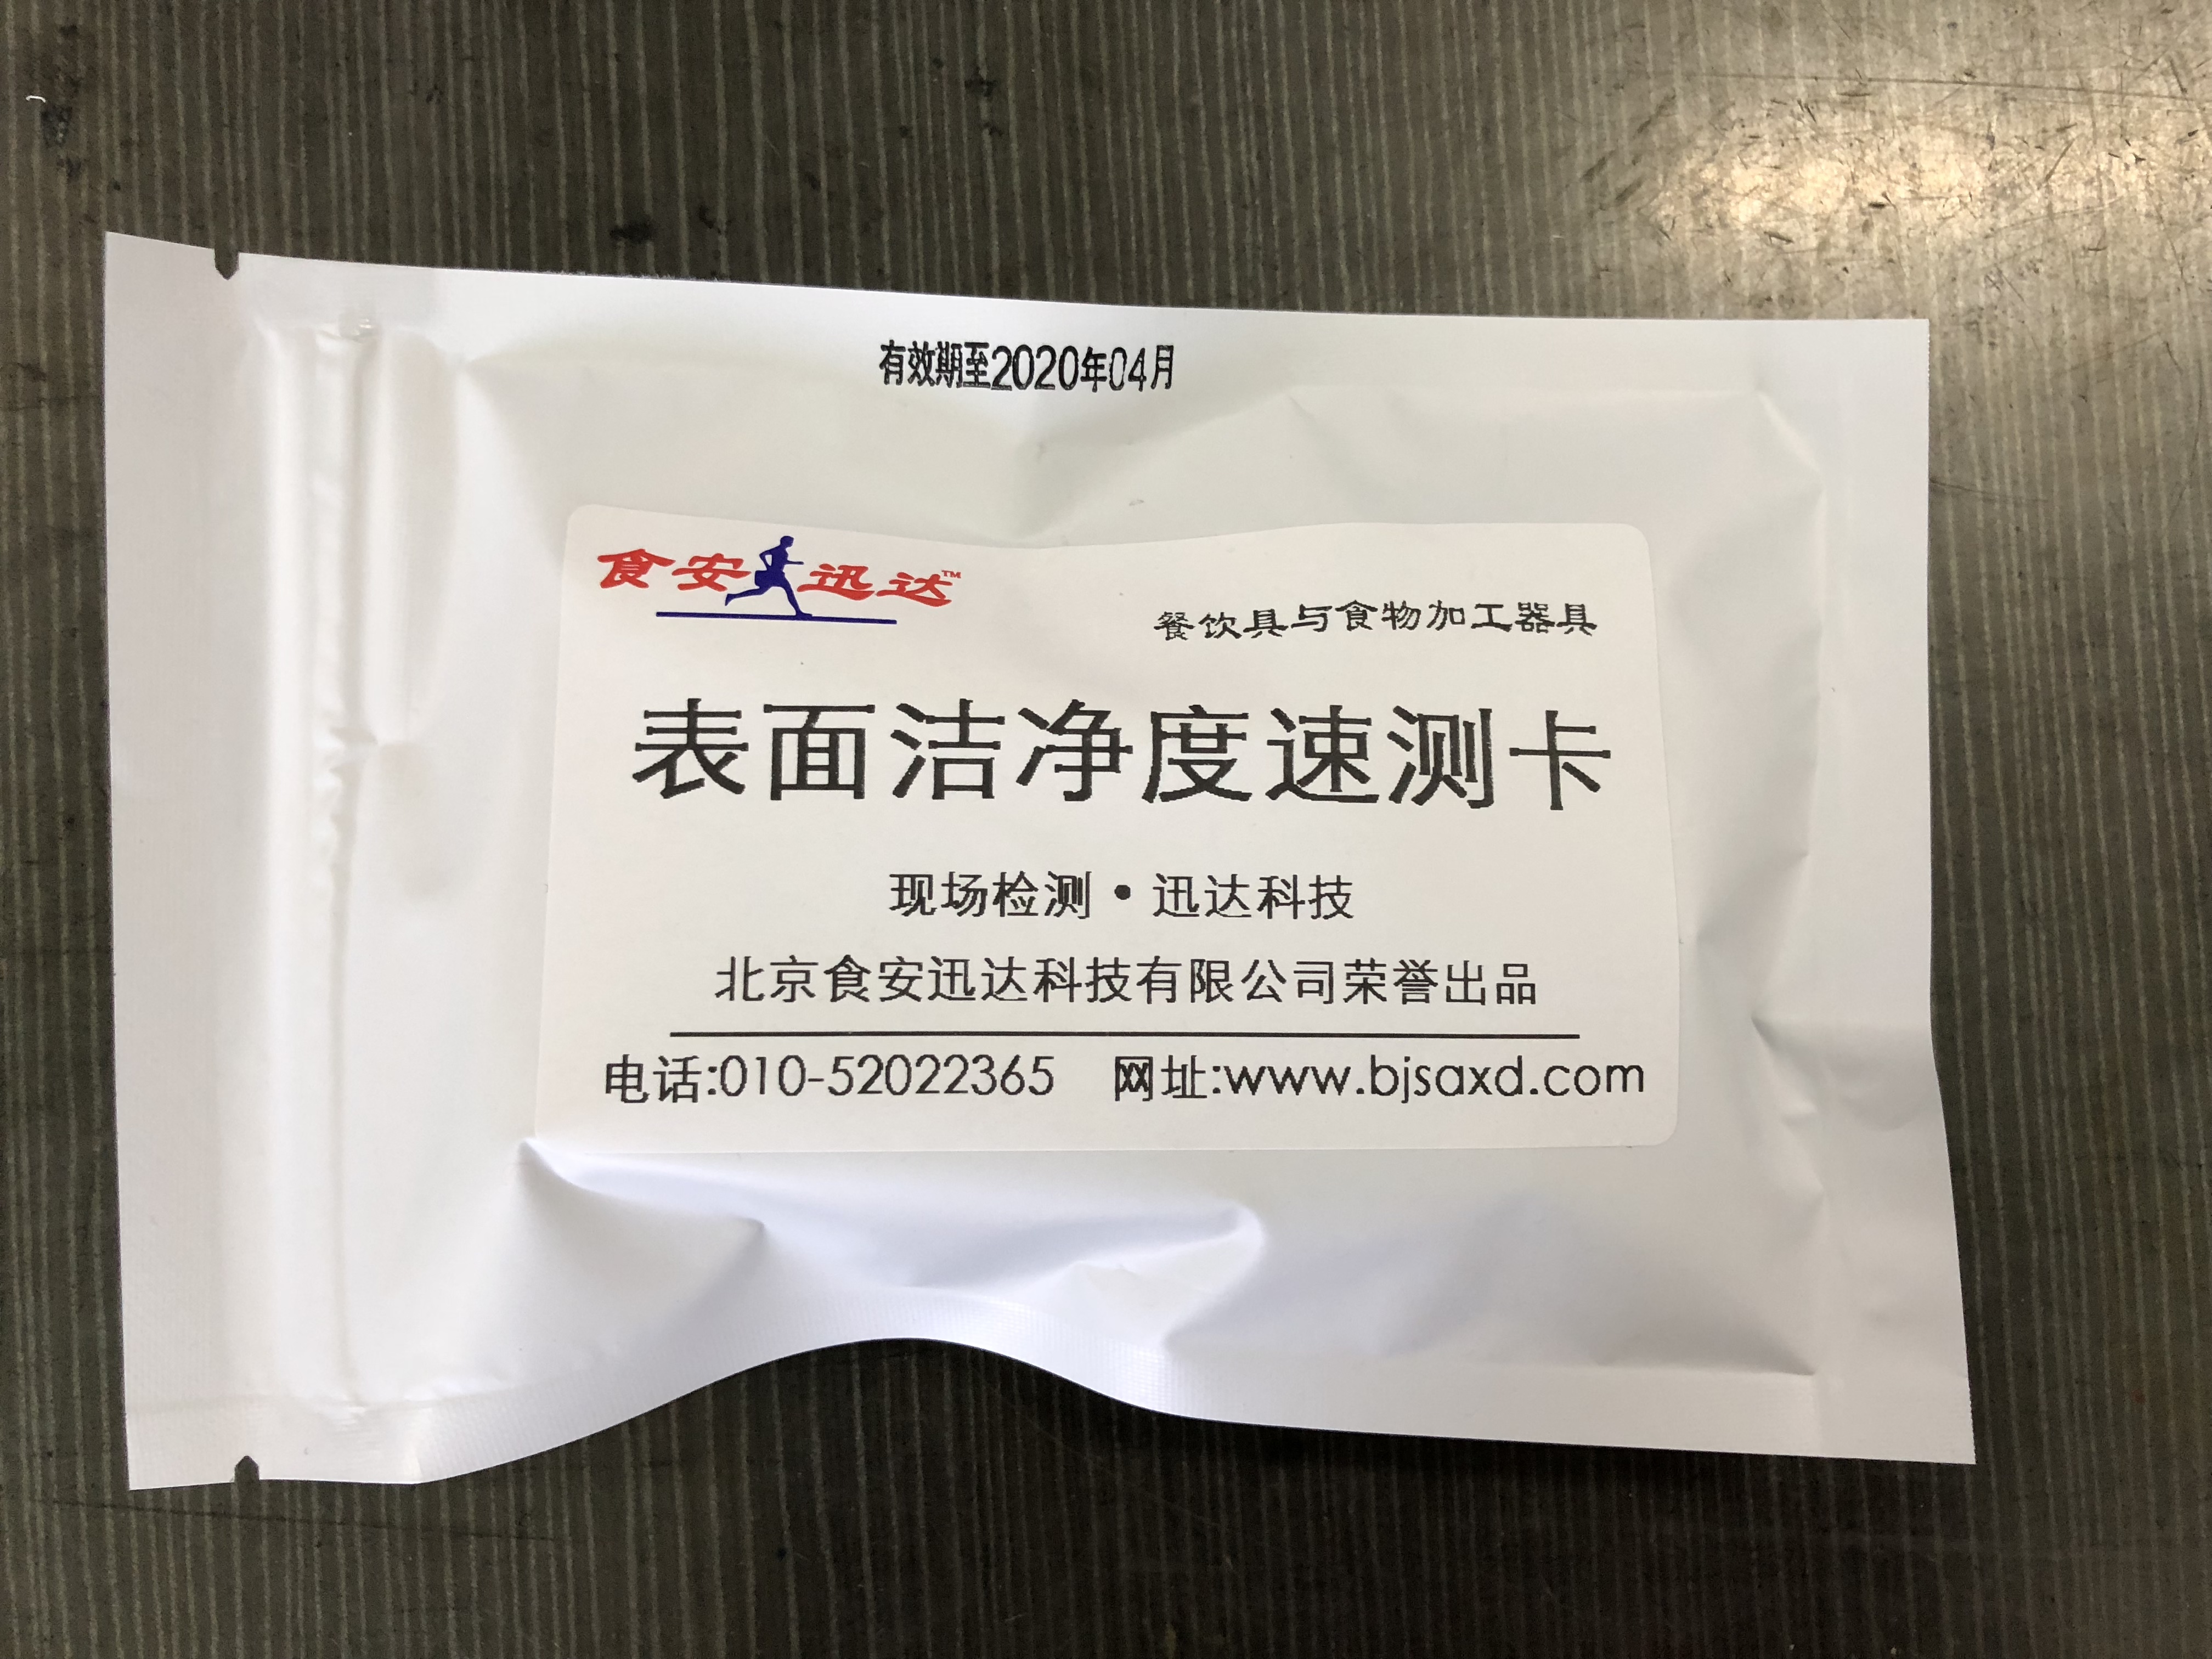 有效期至2020年04月
食安迅达™
餐饮具与食物加工器具
表面洁净度速测卡
现场检测•迅达科技
北京食安迅达科技有限公司荣誉出品
电话:010-52022365 网址:www.bjsaxd.com